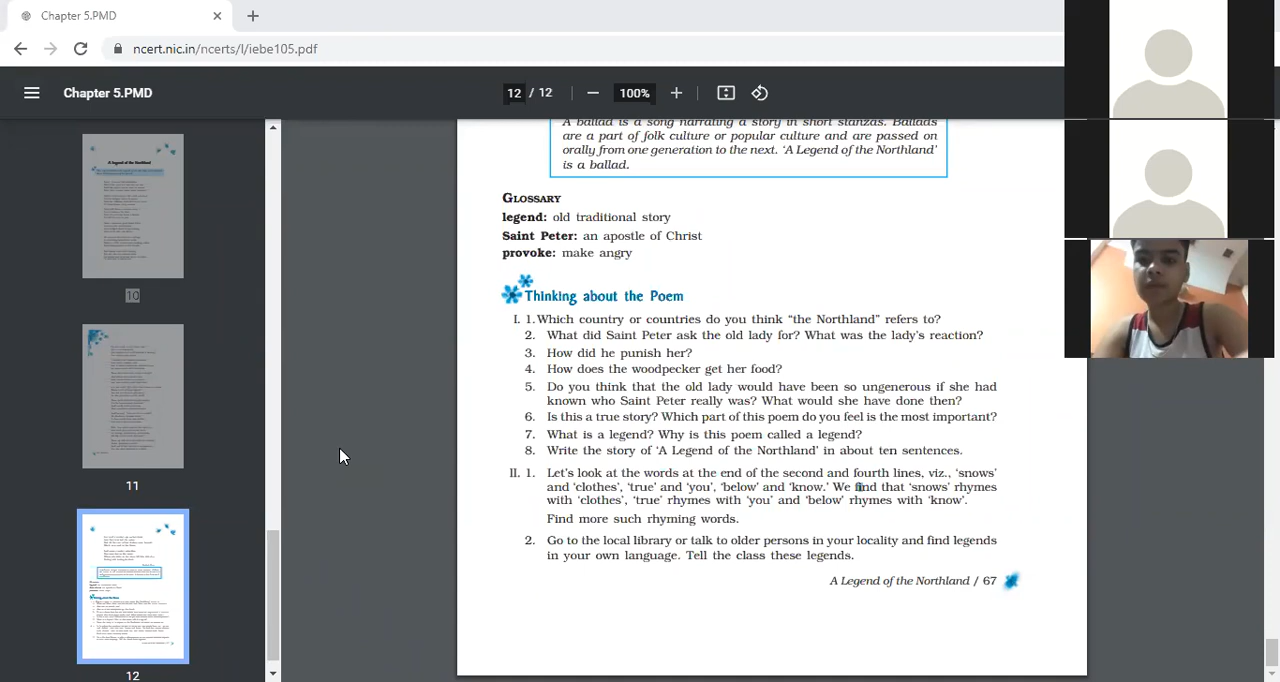 Chapter 5.PMD
ncert.nic.in/ncerts/l/iebe105.pdf
Chapter 5.PMD
12 / 12
100%
A Legend of the Northland
10
11
12
A ballad is a song narrating a story in short stanzas. Ballads
are a part of folk culture or popular culture and are passed on
orally from one generation to the next. ‘A Legend of the Northland’
is a ballad.
GLOSSARY
legend: old traditional story
Saint Peter: an apostle of Christ
provoke: make angry
Thinking about the Poem
I. 1. Which country or countries do you think “the Northland” refers to?
2. What did Saint Peter ask the old lady for? What was the lady’s reaction?
3. How did he punish her?
4. How does the woodpecker get her food?
5. Do you think that the old lady would have been so ungenerous if she had
known who Saint Peter really was? What would she have done then?
6. Is this a true story? Which part of this poem do you feel is the most important?
7. What is a legend? Why is this poem called a legend?
8. Write the story of ‘A Legend of the Northland’ in about ten sentences.
II. 1. Let’s look at the words at the end of the second and fourth lines, viz., ‘snows’
and ‘clothes’, ‘true’ and ‘you’, ‘below’ and ‘know.’ We find that ‘snows’ rhymes
with ‘clothes’, ‘true’ rhymes with ‘you’ and ‘below’ rhymes with ‘know’.
Find more such rhyming words.
2. Go to the local library or talk to older persons in your locality and find legends
in your own language. Tell the class these legends.
A Legend of the Northland / 67